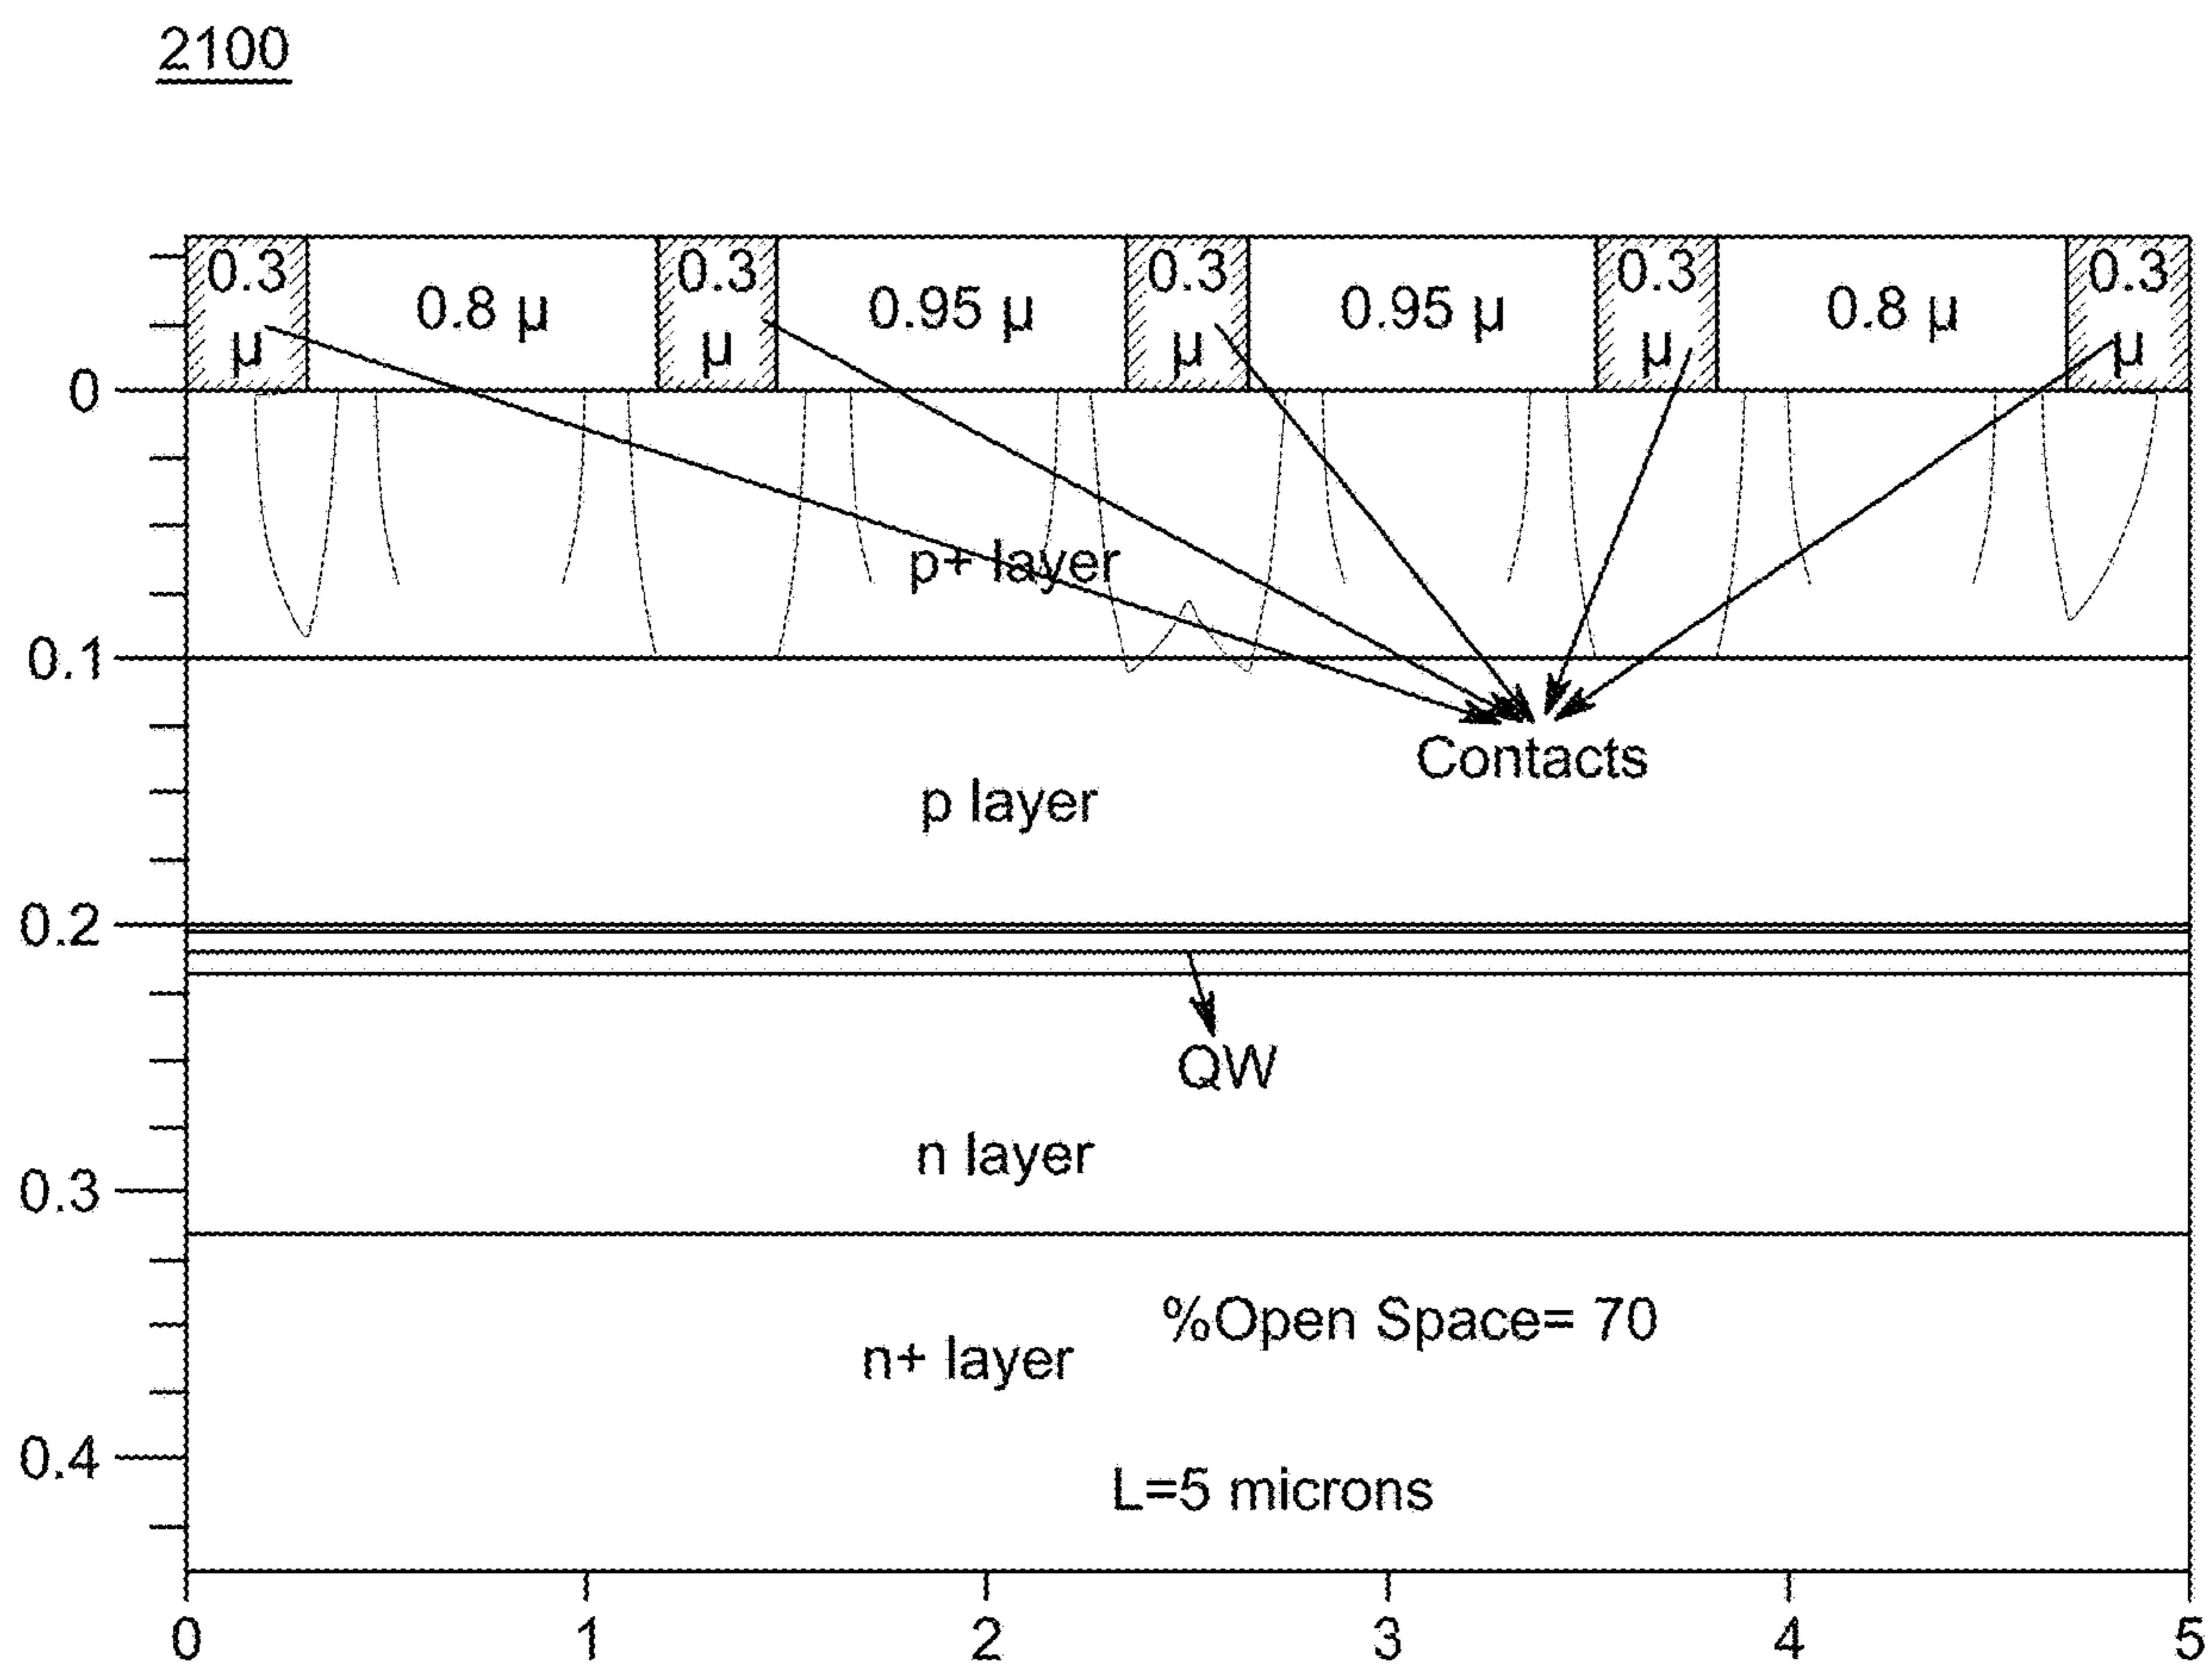 2100
0.3 μ
0.8 μ
0.3 μ
0.95 μ
0.3 μ
0.95 μ
0.3 μ
0.8 μ
0.3 μ
0
p+ layer
0.1
Contacts
p layer
0.2
QW
n layer
0.3
%Open Space= 70
n+ layer
0.4
L=5 microns
0 1 2 3 4 5